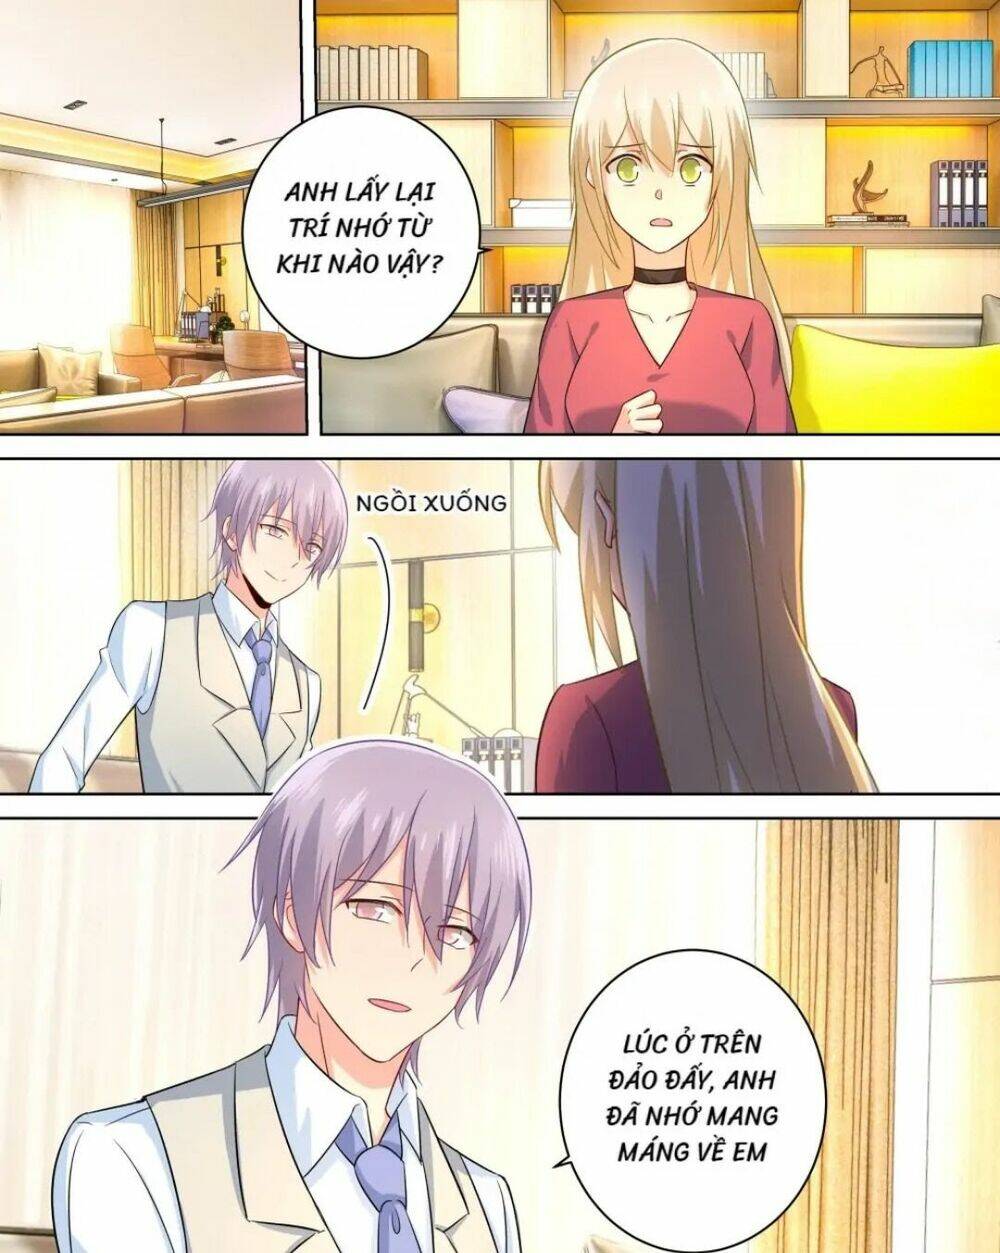 ANH LẤY LẠI
TRÍ NHỚ TỪ
KHI NÀO VẬY?
NGỒI XUỐNG
LÚC Ở TRÊN
ĐẢO ĐẤY, ANH
ĐÃ NHỚ MANG
MÁNG VỀ EM